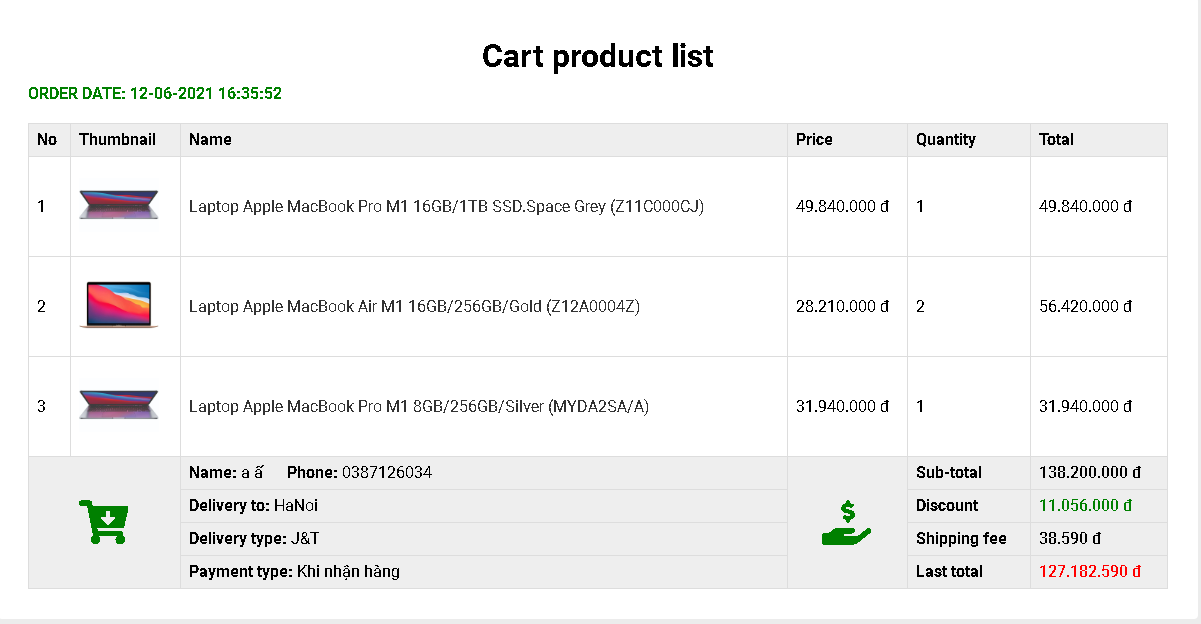 Cart product list
ORDER DATE: 12-06-2021 16:35:52
No Thumbnail Name Price Quantity Total
1 Laptop Apple MacBook Pro M1 16GB/1TB SSD.Space Grey (Z11C000CJ) 49.840.000 đ 1 49.840.000 đ
2 Laptop Apple MacBook Air M1 16GB/256GB/Gold (Z12A0004Z) 28.210.000 đ 2 56.420.000 đ
3 Laptop Apple MacBook Pro M1 8GB/256GB/Silver (MYDA2SA/A) 31.940.000 đ 1 31.940.000 đ
Name: a ấ Phone: 0387126034 Sub-total 138.200.000 đ
Delivery to: HaNoi Discount 11.056.000 đ
Delivery type: J&T Shipping fee 38.590 đ
Payment type: Khi nhận hàng Last total 127.182.590 đ